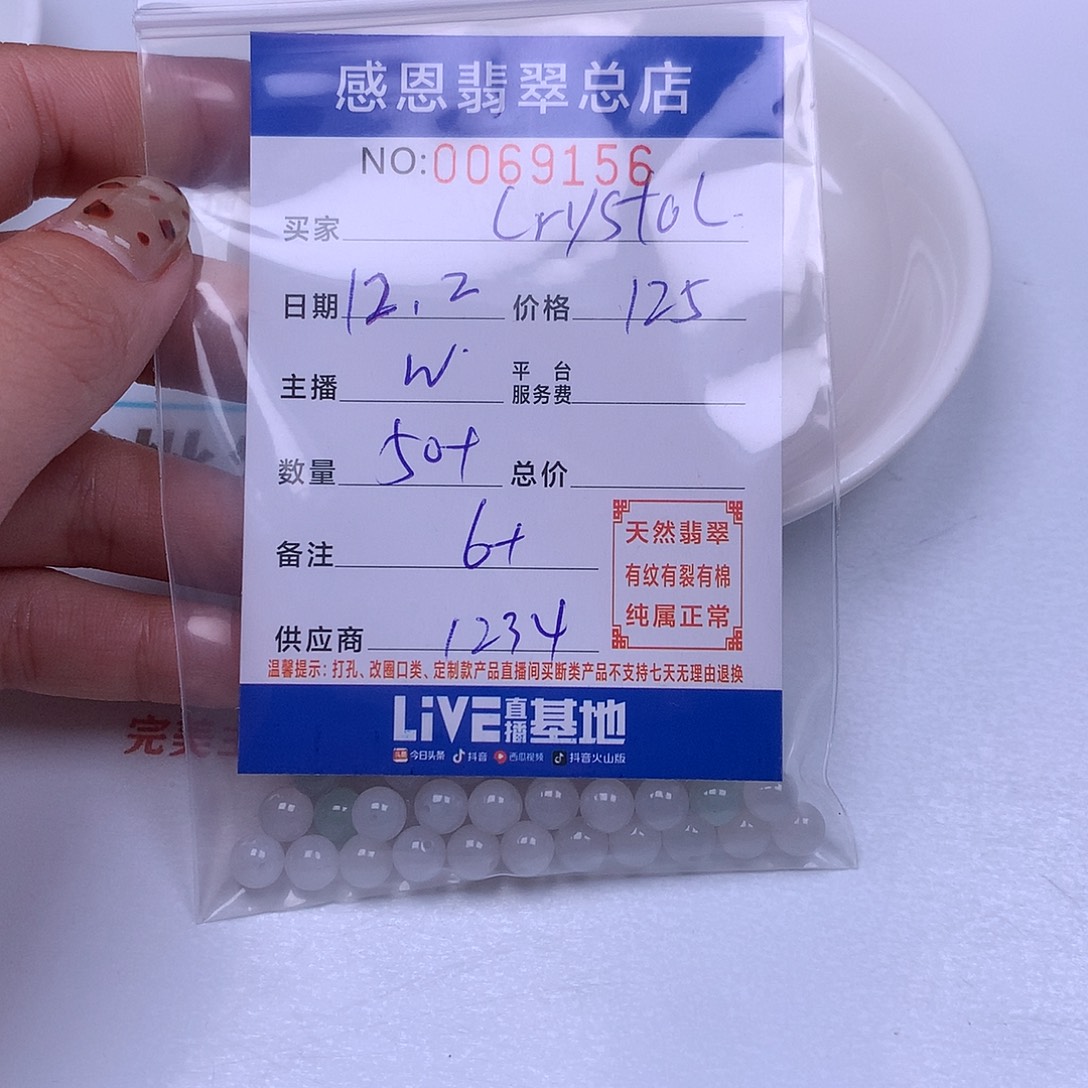 感恩翡翠总店
NO:0069156
买家 Crystal
日期 12.2 价格 125
主播 W 平台服务费
数量 50+ 总价
备注 6+
天然翡翠
有纹有裂有棉
纯属正常
供应商 1234
温馨提示：打孔、改圈口类、定制款产品直播间买断类产品不支持七天无理由退换
LiVE直播基地
头条 今日头条 抖音 西瓜视频 抖音火山版